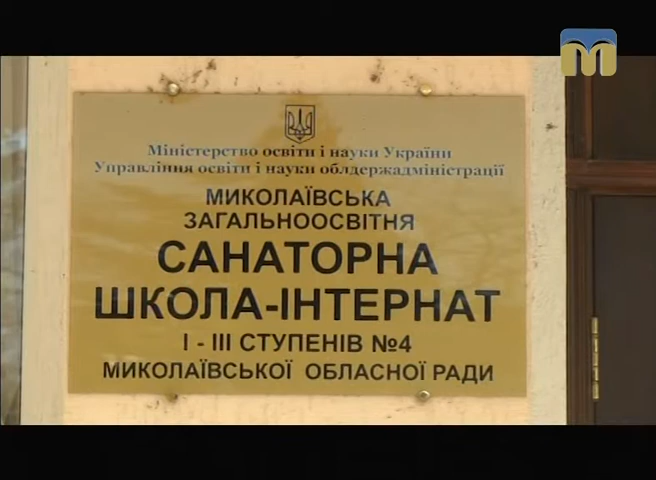 М
Міністерство освіти і науки України
Управління освіти і науки облдержадміністрації
МИКОЛАЇВСЬКА
ЗАГАЛЬНООСВІТНЯ
САНАТОРНА
ШКОЛА-ІНТЕРНАТ
І - ІІІ СТУПЕНІВ №4
МИКОЛАЇВСЬКОЇ ОБЛАСНОЇ РАДИ